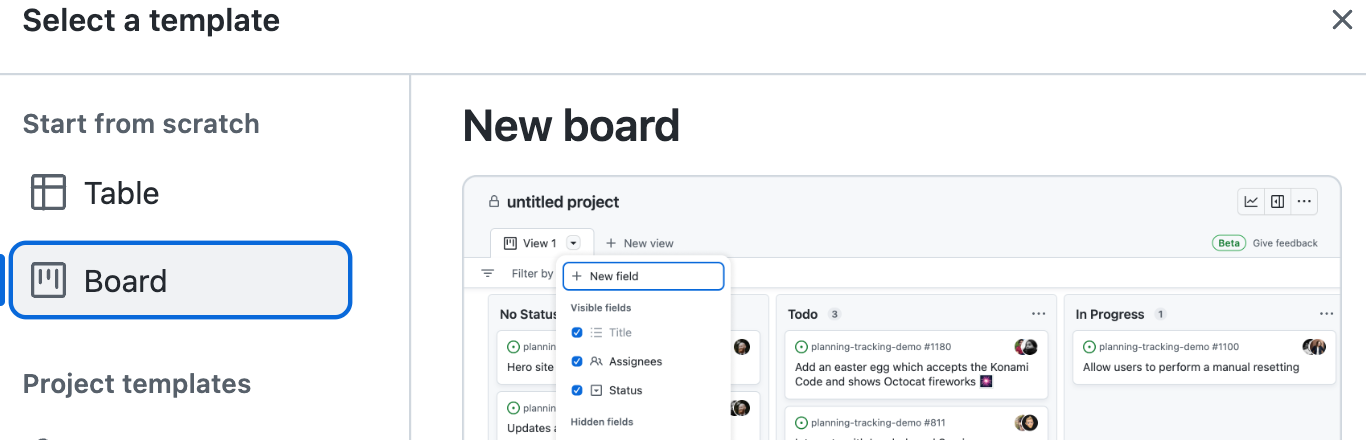 Select a template
Start from scratch
Table
Board
Project templates
New board
untitled project
View 1
New view
Beta Give feedback
Filter by
New field
Visible fields
Title
Assignees
Status
Hidden fields
No Status
Hero site
Updates
Todo 3
planning-tracking-demo #1180
Add an easter egg which accepts the Konami
Code and shows Octocat fireworks
planning-tracking-demo #811
In Progress 1
planning-tracking-demo #1100
Allow users to perform a manual resetting